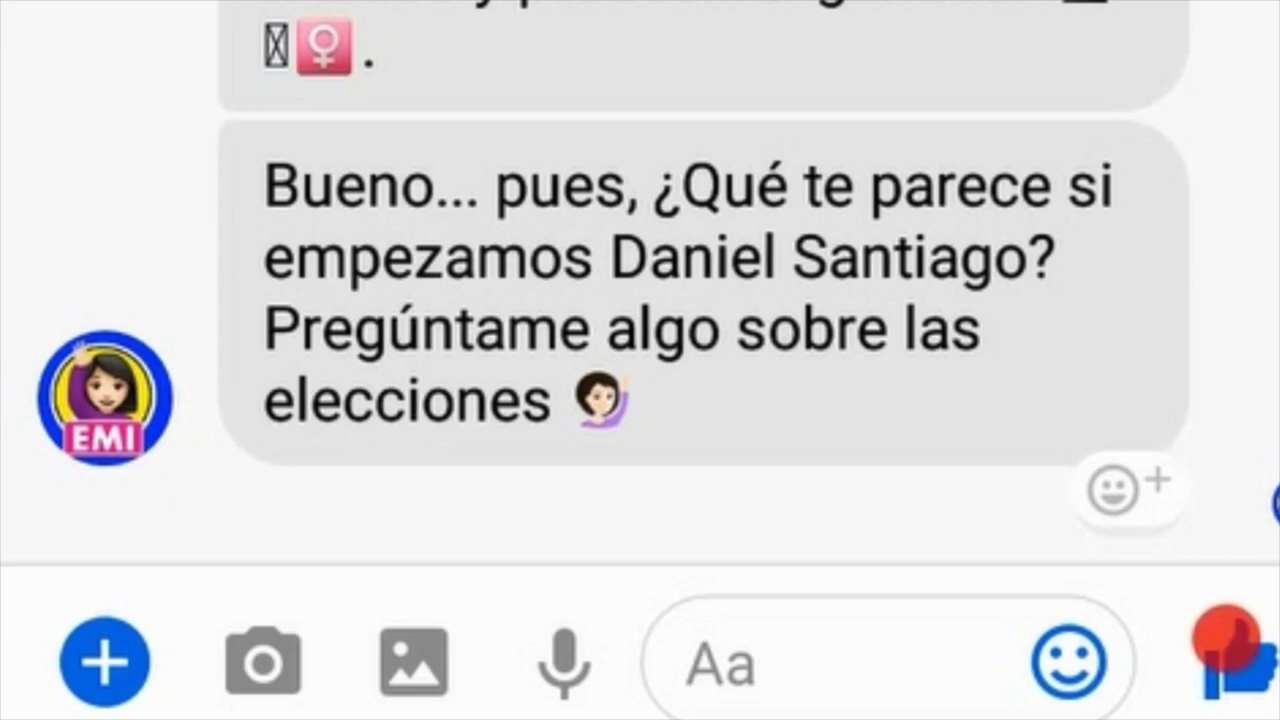 Bueno... pues, ¿Qué te parece si
empezamos Daniel Santiago?
Pregúntame algo sobre las
elecciones
EMI
Aa